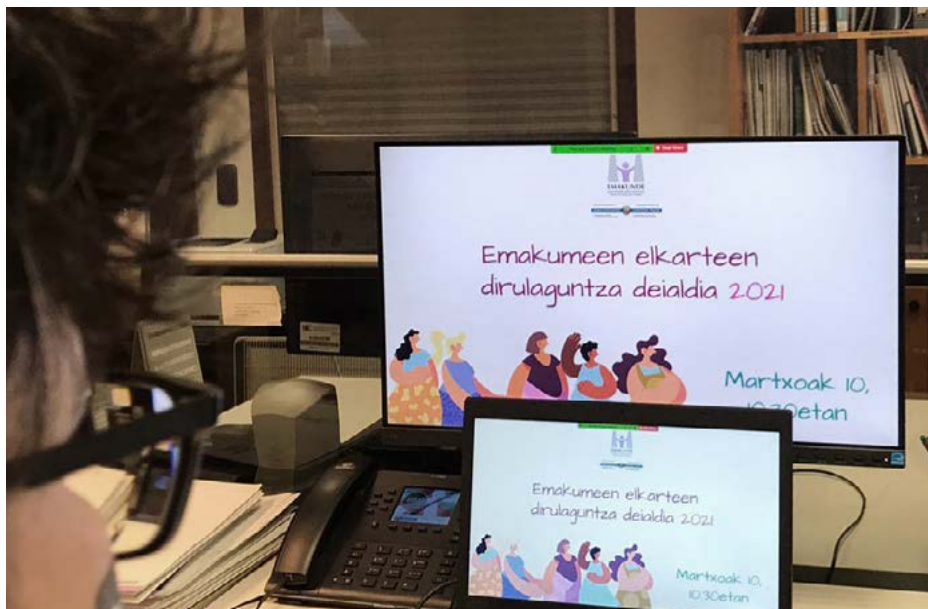 EMAKUNDE
Emakumeen elkarteen
dirulaguntza deialdia 2021
Martxoak 10,
10:30etan
Emakumeen elkarteen
dirulaguntza deialdia 2021
Martxoak 10,
10:30etan